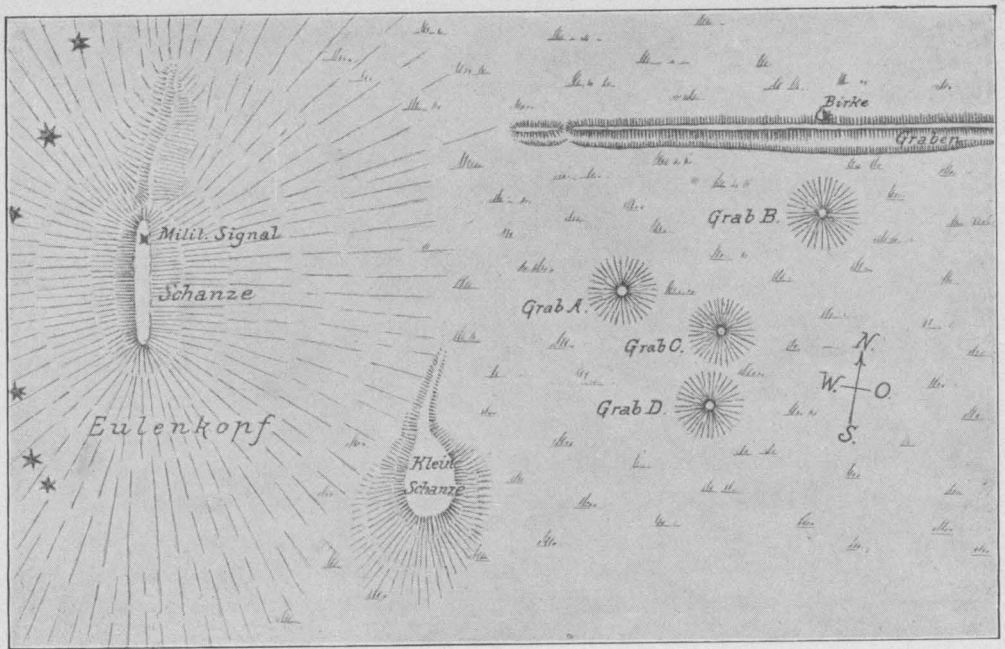 Birke
Graben
Grab B.
Milit. Signal
Schanze
Grab A.
Grab C.
N.
W. O.
S.
Grab D.
Eulenkopf
Klein
Schanze